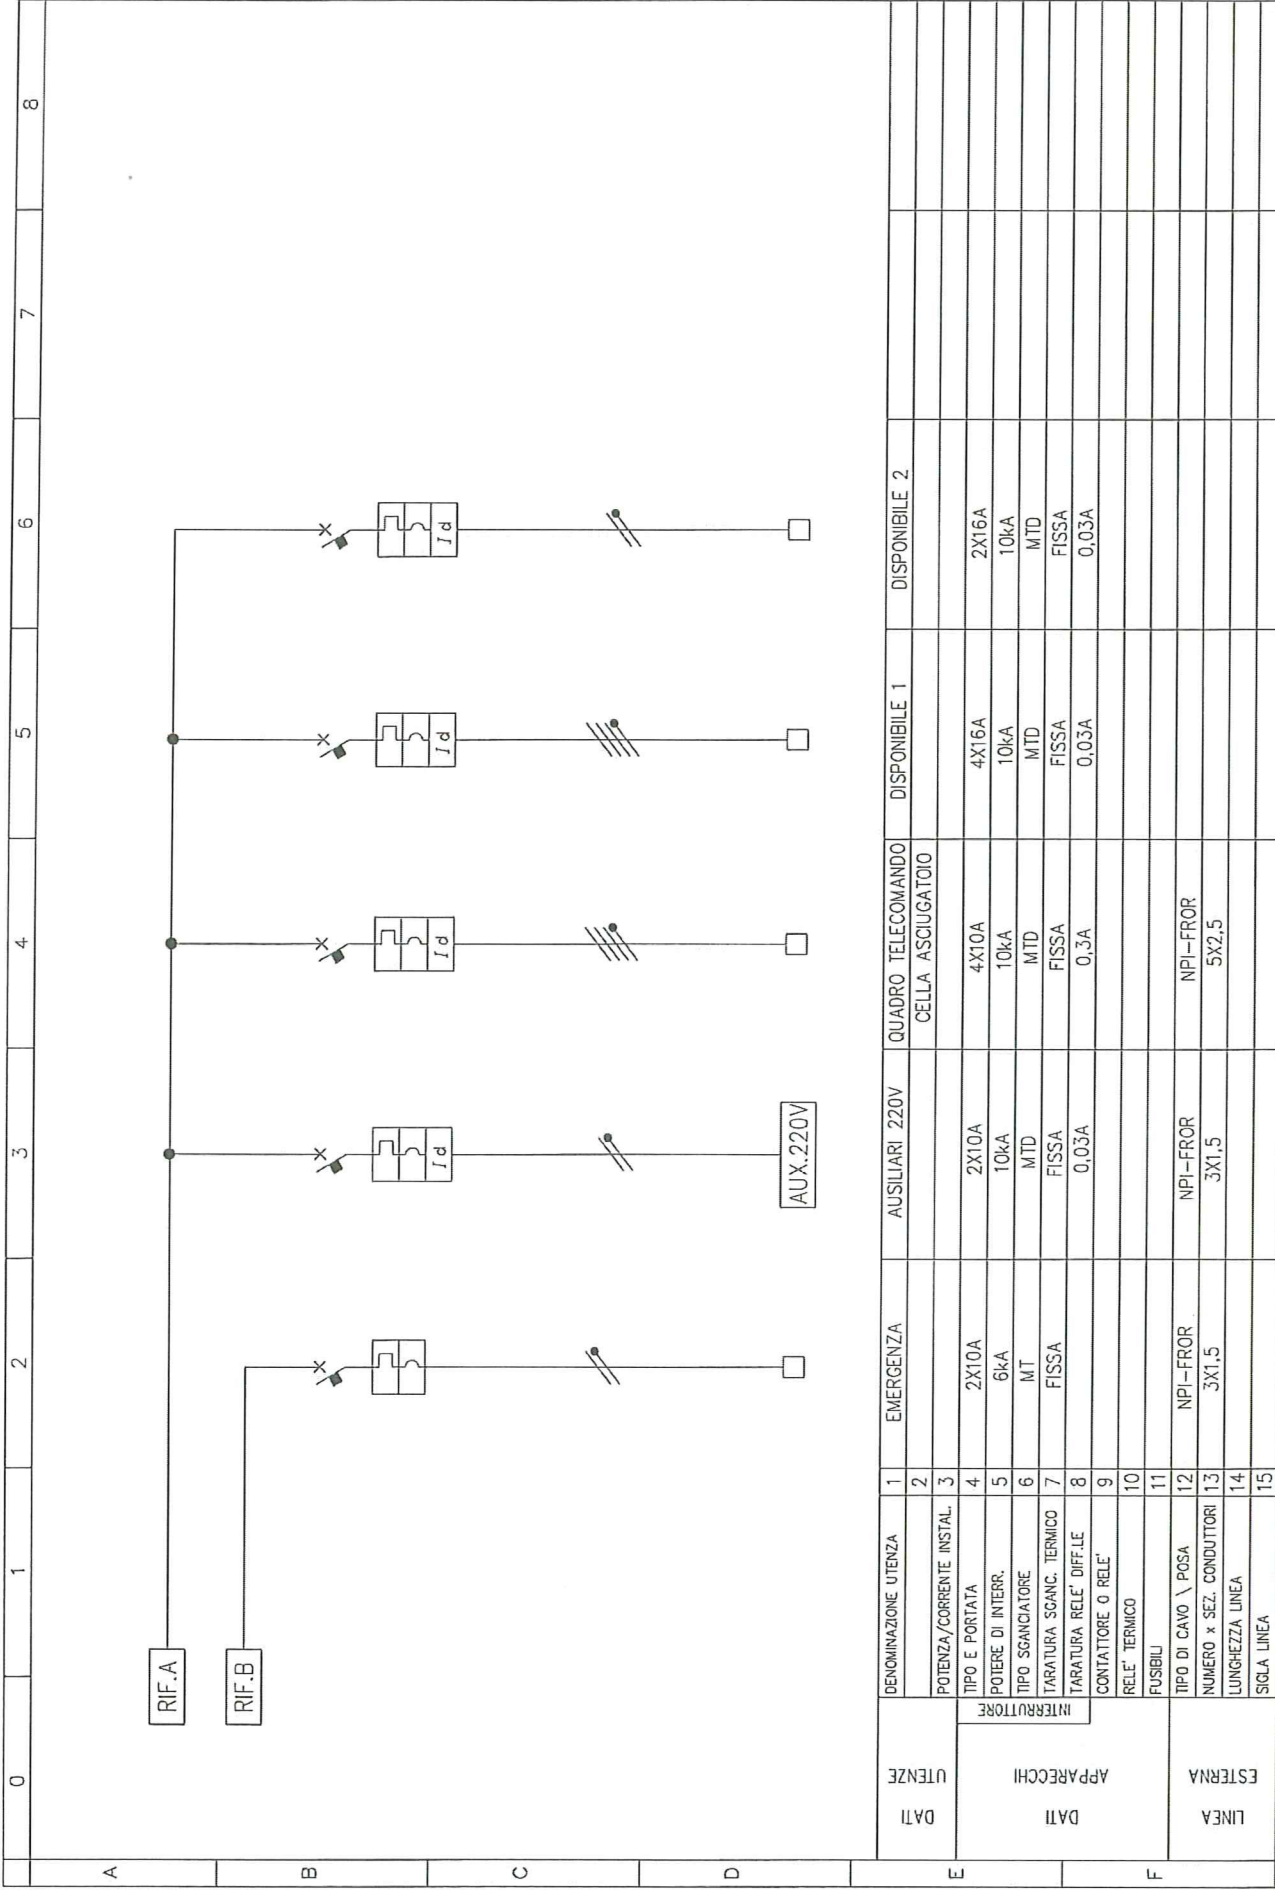 0 1 2 3 4 5 6 7 8
A
B
C
D
E
F
RIF.A
RIF.B
Id Id Id Id
AUX.220V
DATI UTENZE
DENOMINAZIONE UTENZA 1 EMERGENZA AUSILIARI 220V QUADRO TELECOMANDO DISPONIBILE 1 DISPONIBILE 2
2 CELLA ASCIUGATOIO
POTENZA/CORRENTE INSTAL. 3
DATI APPARECCHI
INTERRUTTORE
TIPO E PORTATA 4 2X10A 2X10A 4X10A 4X16A 2X16A
POTERE DI INTERR. 5 6kA 10kA 10kA 10kA 10kA
TIPO SGANCIATORE 6 MT MTD MTD MTD MTD
TARATURA SGANC. TERMICO 7 FISSA FISSA FISSA FISSA FISSA
TARATURA RELE' DIFF.LE 8 0,03A 0,3A 0,03A 0,03A
CONTATTORE O RELE' 9
RELE' TERMICO 10
FUSIBILI 11
LINEA ESTERNA
TIPO DI CAVO \ POSA 12 NPI-FROR NPI-FROR NPI-FROR
NUMERO x SEZ. CONDUTTORI 13 3X1,5 3X1,5 5X2,5
LUNGHEZZA LINEA 14
SIGLA LINEA 15